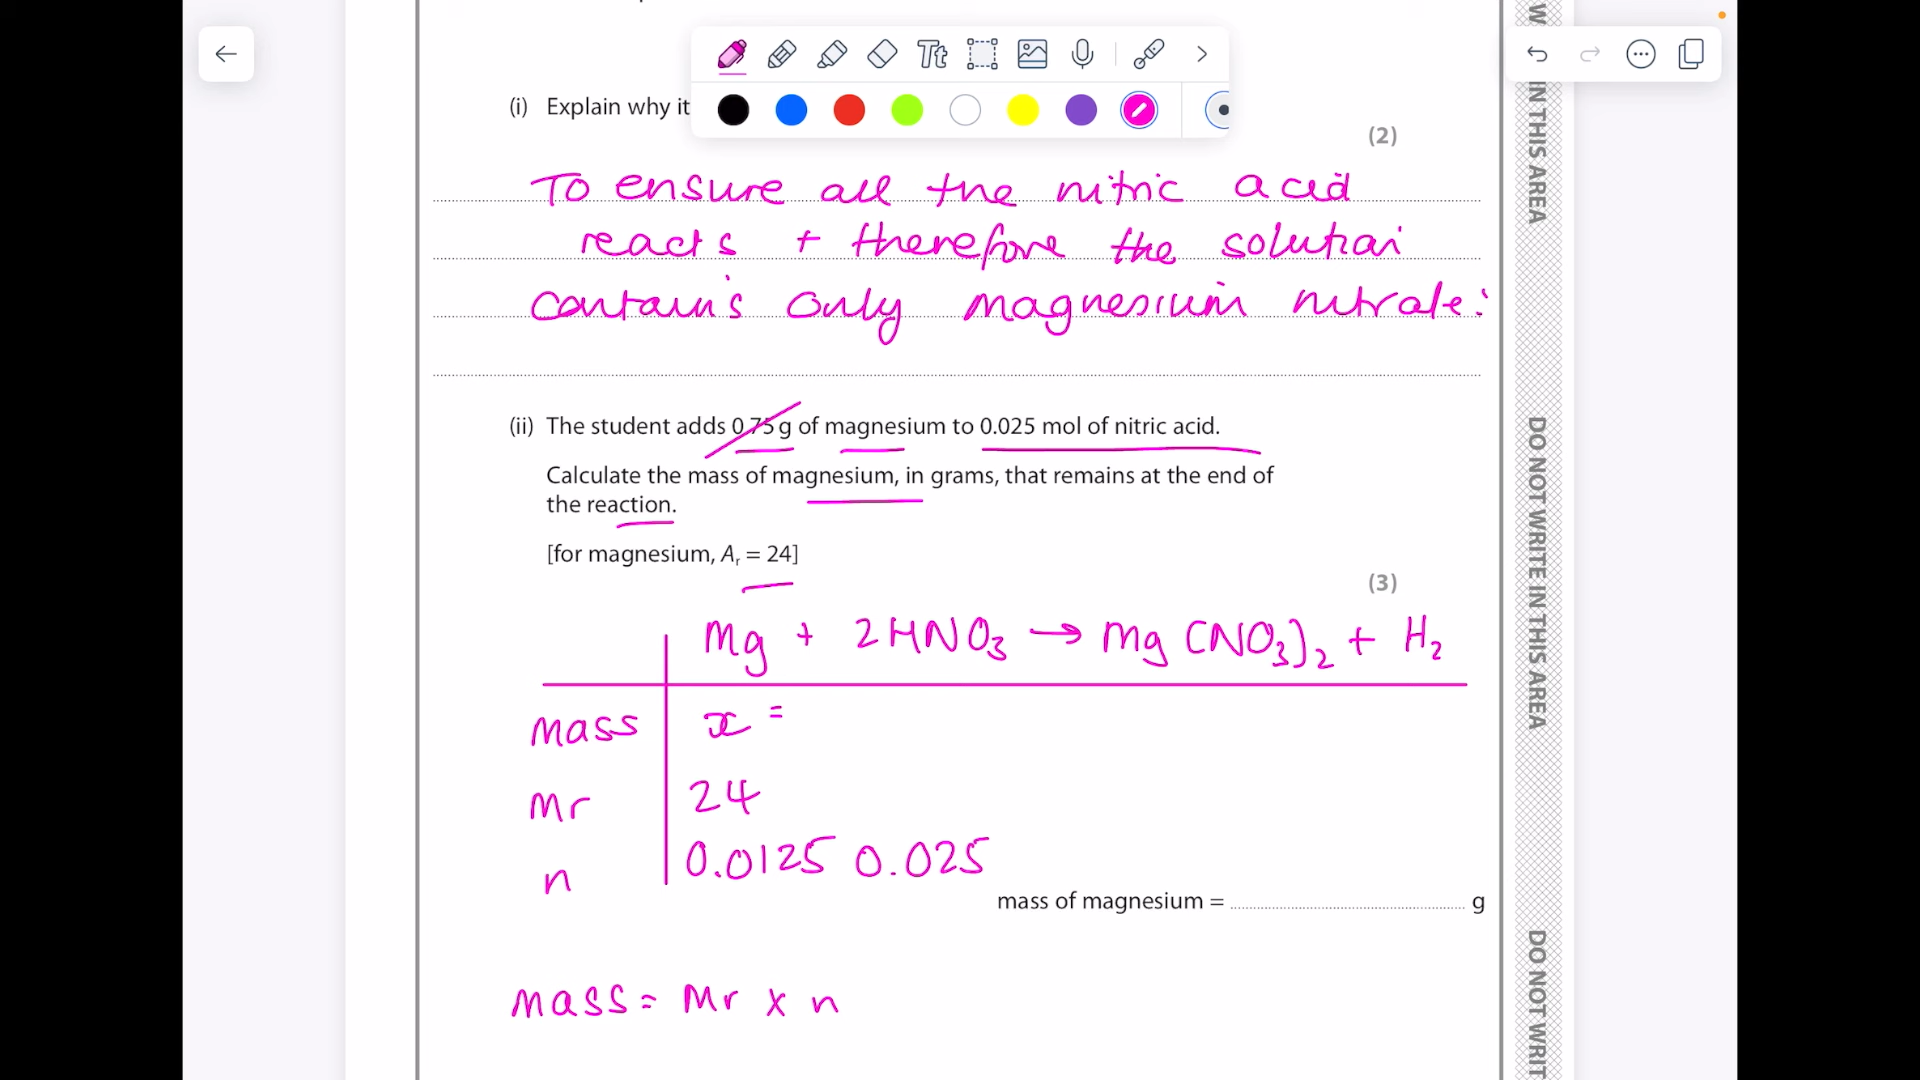 Tt
(i) Explain why it
(2)
To ensure all the nitric acid
reacts + therefore the solution
contains only magnesium nitrate.
(ii) The student adds 0.75 g of magnesium to 0.025 mol of nitric acid.
Calculate the mass of magnesium, in grams, that remains at the end of
the reaction.
[for magnesium, Aᵣ = 24]
(3)
Mg + 2HNO₃ → Mg(NO₃)₂ + H₂
mass x =
Mr 24
n 0.0125 0.025
mass of magnesium = g
mass = Mr x n
IN THIS AREA
DO NOT WRITE IN THIS AREA
DO NOT WRIT